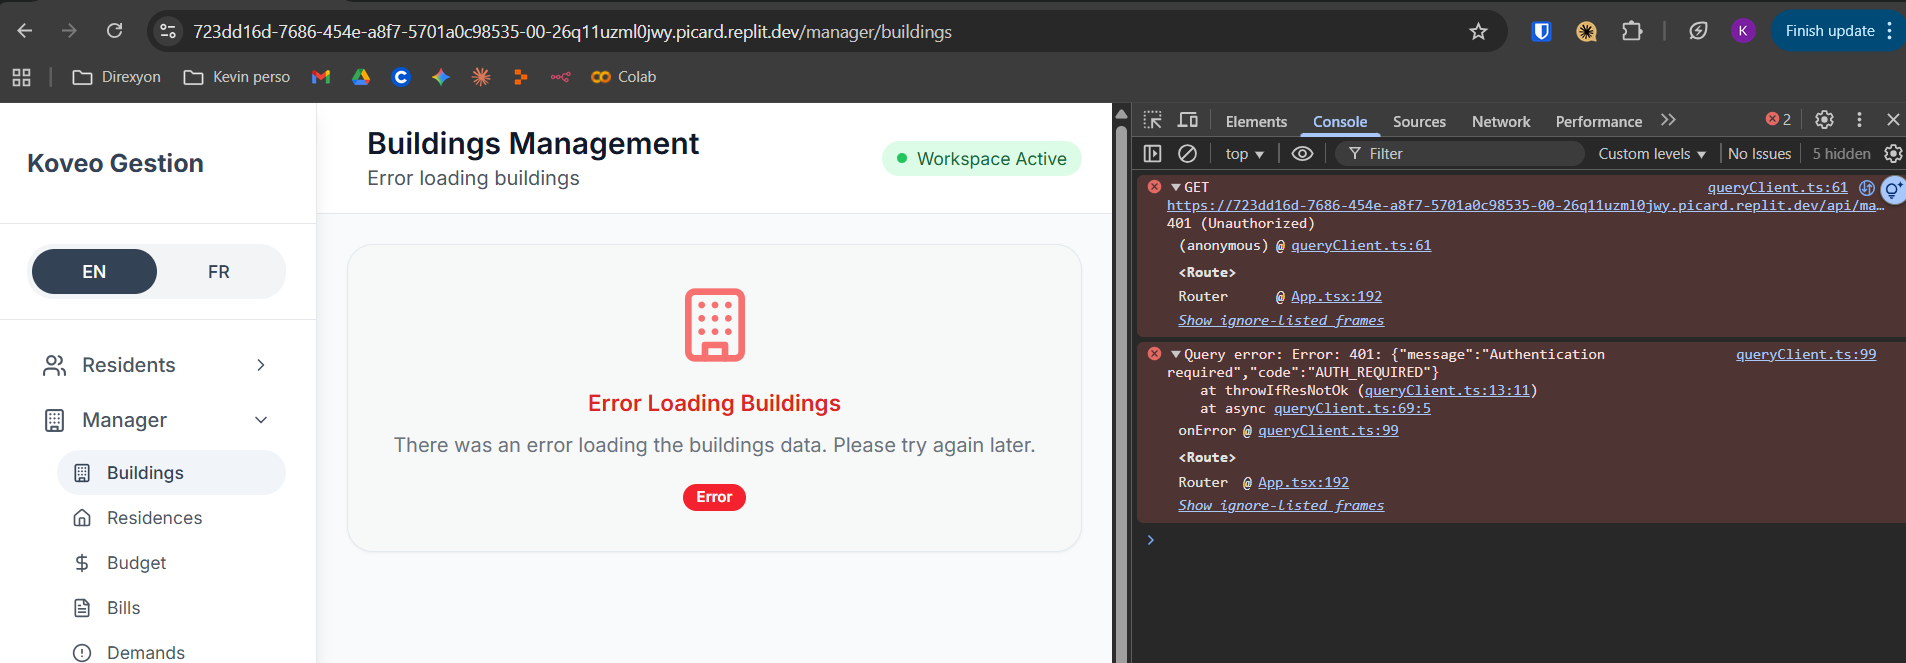 723dd16d-7686-454e-a8f7-5701a0c98535-00-26q11uzml0jwy.picard.replit.dev/manager/buildings
K
Finish update
Direxyon
Kevin perso
Colab
Koveo Gestion
EN
FR
Residents
Manager
Buildings
Residences
Budget
Bills
Demands
Buildings Management
Error loading buildings
Workspace Active
Error Loading Buildings
There was an error loading the buildings data. Please try again later.
Error
Elements
Console
Sources
Network
Performance
2
top
Filter
Custom levels
No Issues
5 hidden
GET queryClient.ts:61
https://723dd16d-7686-454e-a8f7-5701a0c98535-00-26q11uzml0jwy.picard.replit.dev/api/ma…
401 (Unauthorized)
(anonymous) @ queryClient.ts:61
<Route>
Router @ App.tsx:192
Show ignore-listed frames
Query error: Error: 401: {"message":"Authentication queryClient.ts:99
required","code":"AUTH_REQUIRED"}
at throwIfResNotOk (queryClient.ts:13:11)
at async queryClient.ts:69:5
onError @ queryClient.ts:99
<Route>
Router @ App.tsx:192
Show ignore-listed frames